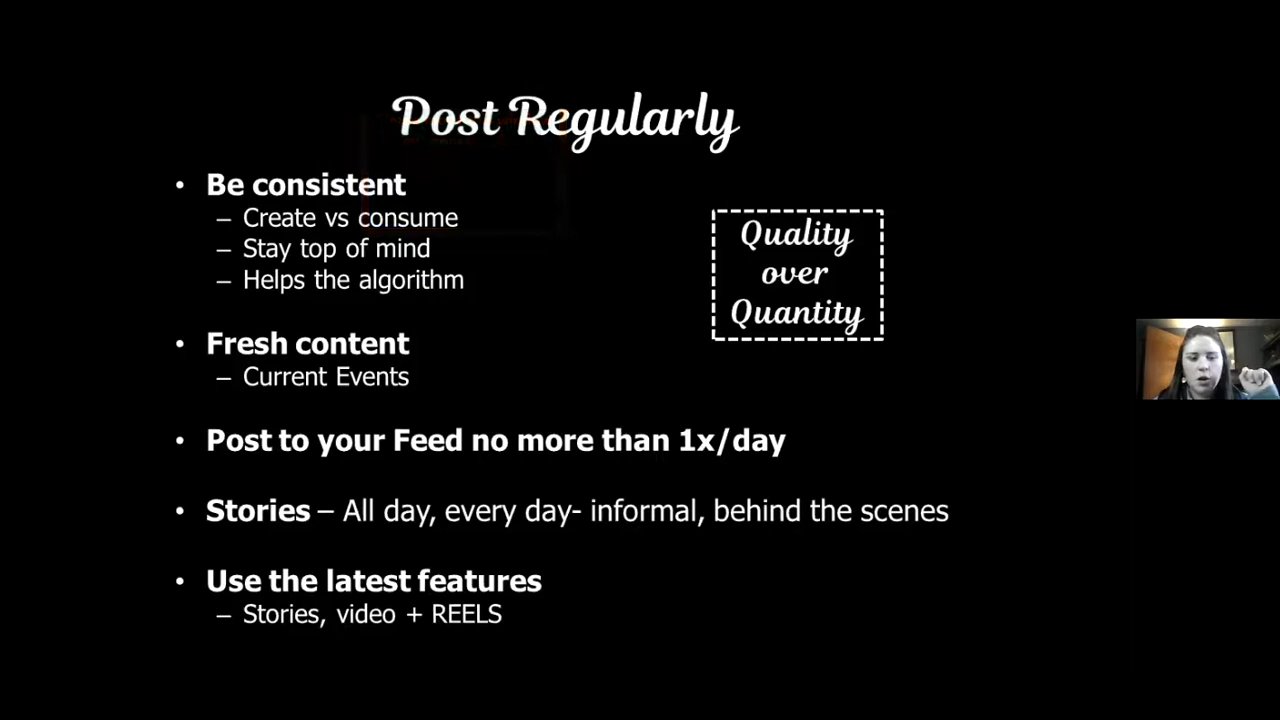 Post Regularly
• Be consistent
– Create vs consume
– Stay top of mind
– Helps the algorithm
Quality
over
Quantity
• Fresh content
– Current Events
• Post to your Feed no more than 1x/day
• Stories – All day, every day- informal, behind the scenes
• Use the latest features
– Stories, video + REELS